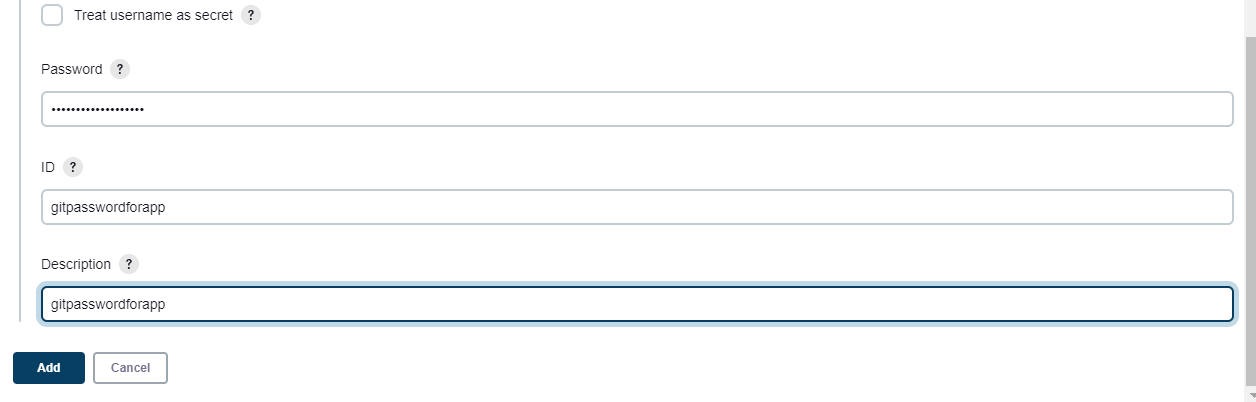 Treat username as secret ?
Password ?
•••••••••••••••••••
ID ?
gitpasswordforapp
Description ?
gitpasswordforapp
Add Cancel